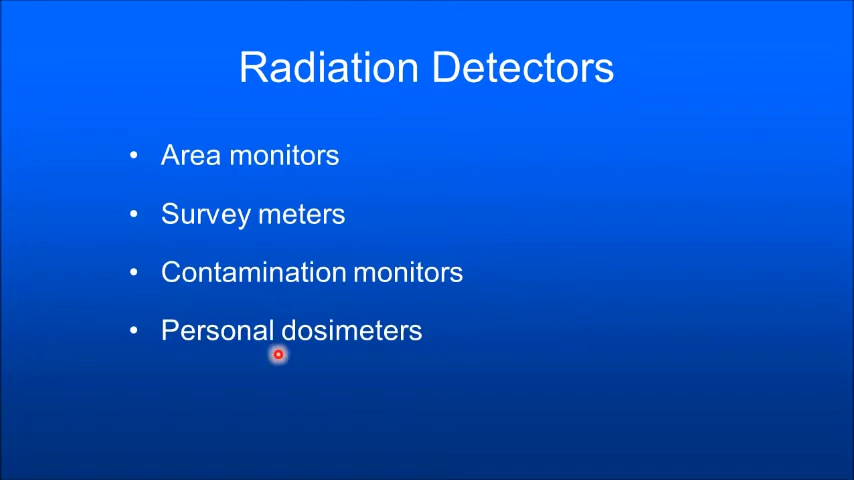 Radiation Detectors
• Area monitors
• Survey meters
• Contamination monitors
• Personal dosimeters